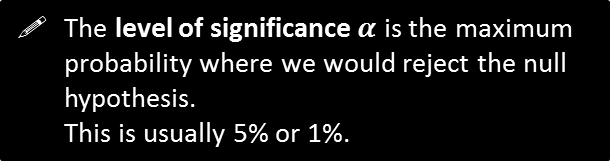 The level of significance 𝜶 is the maximum
probability where we would reject the null
hypothesis.
This is usually 5% or 1%.